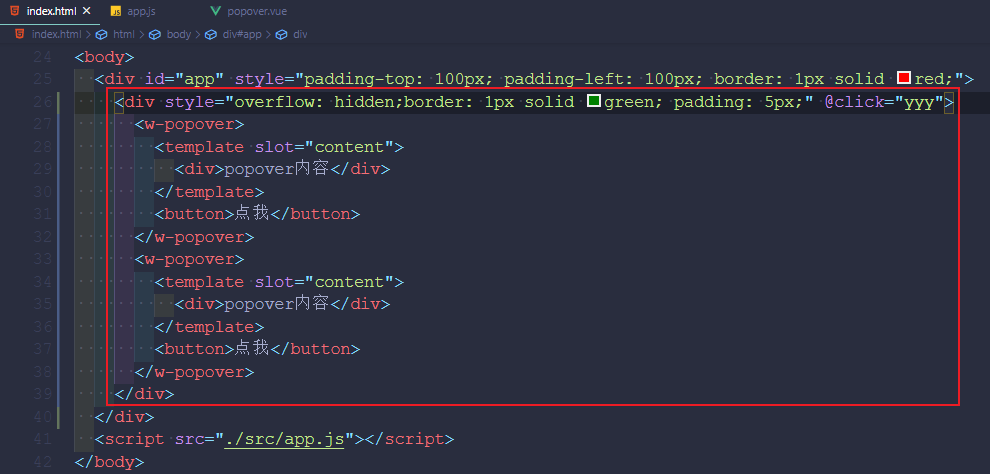 index.html × app.js popover.vue
index.html > html > body > div#app > div
24 <body>
25 <div id="app" style="padding-top: 100px; padding-left: 100px; border: 1px solid red;">
26 <div style="overflow: hidden;border: 1px solid green; padding: 5px;" @click="yyy">
27 <w-popover>
28 <template slot="content">
29 <div>popover内容</div>
30 </template>
31 <button>点我</button>
32 </w-popover>
33 <w-popover>
34 <template slot="content">
35 <div>popover内容</div>
36 </template>
37 <button>点我</button>
38 </w-popover>
39 </div>
40 </div>
41 <script src="./src/app.js"></script>
42 </body>